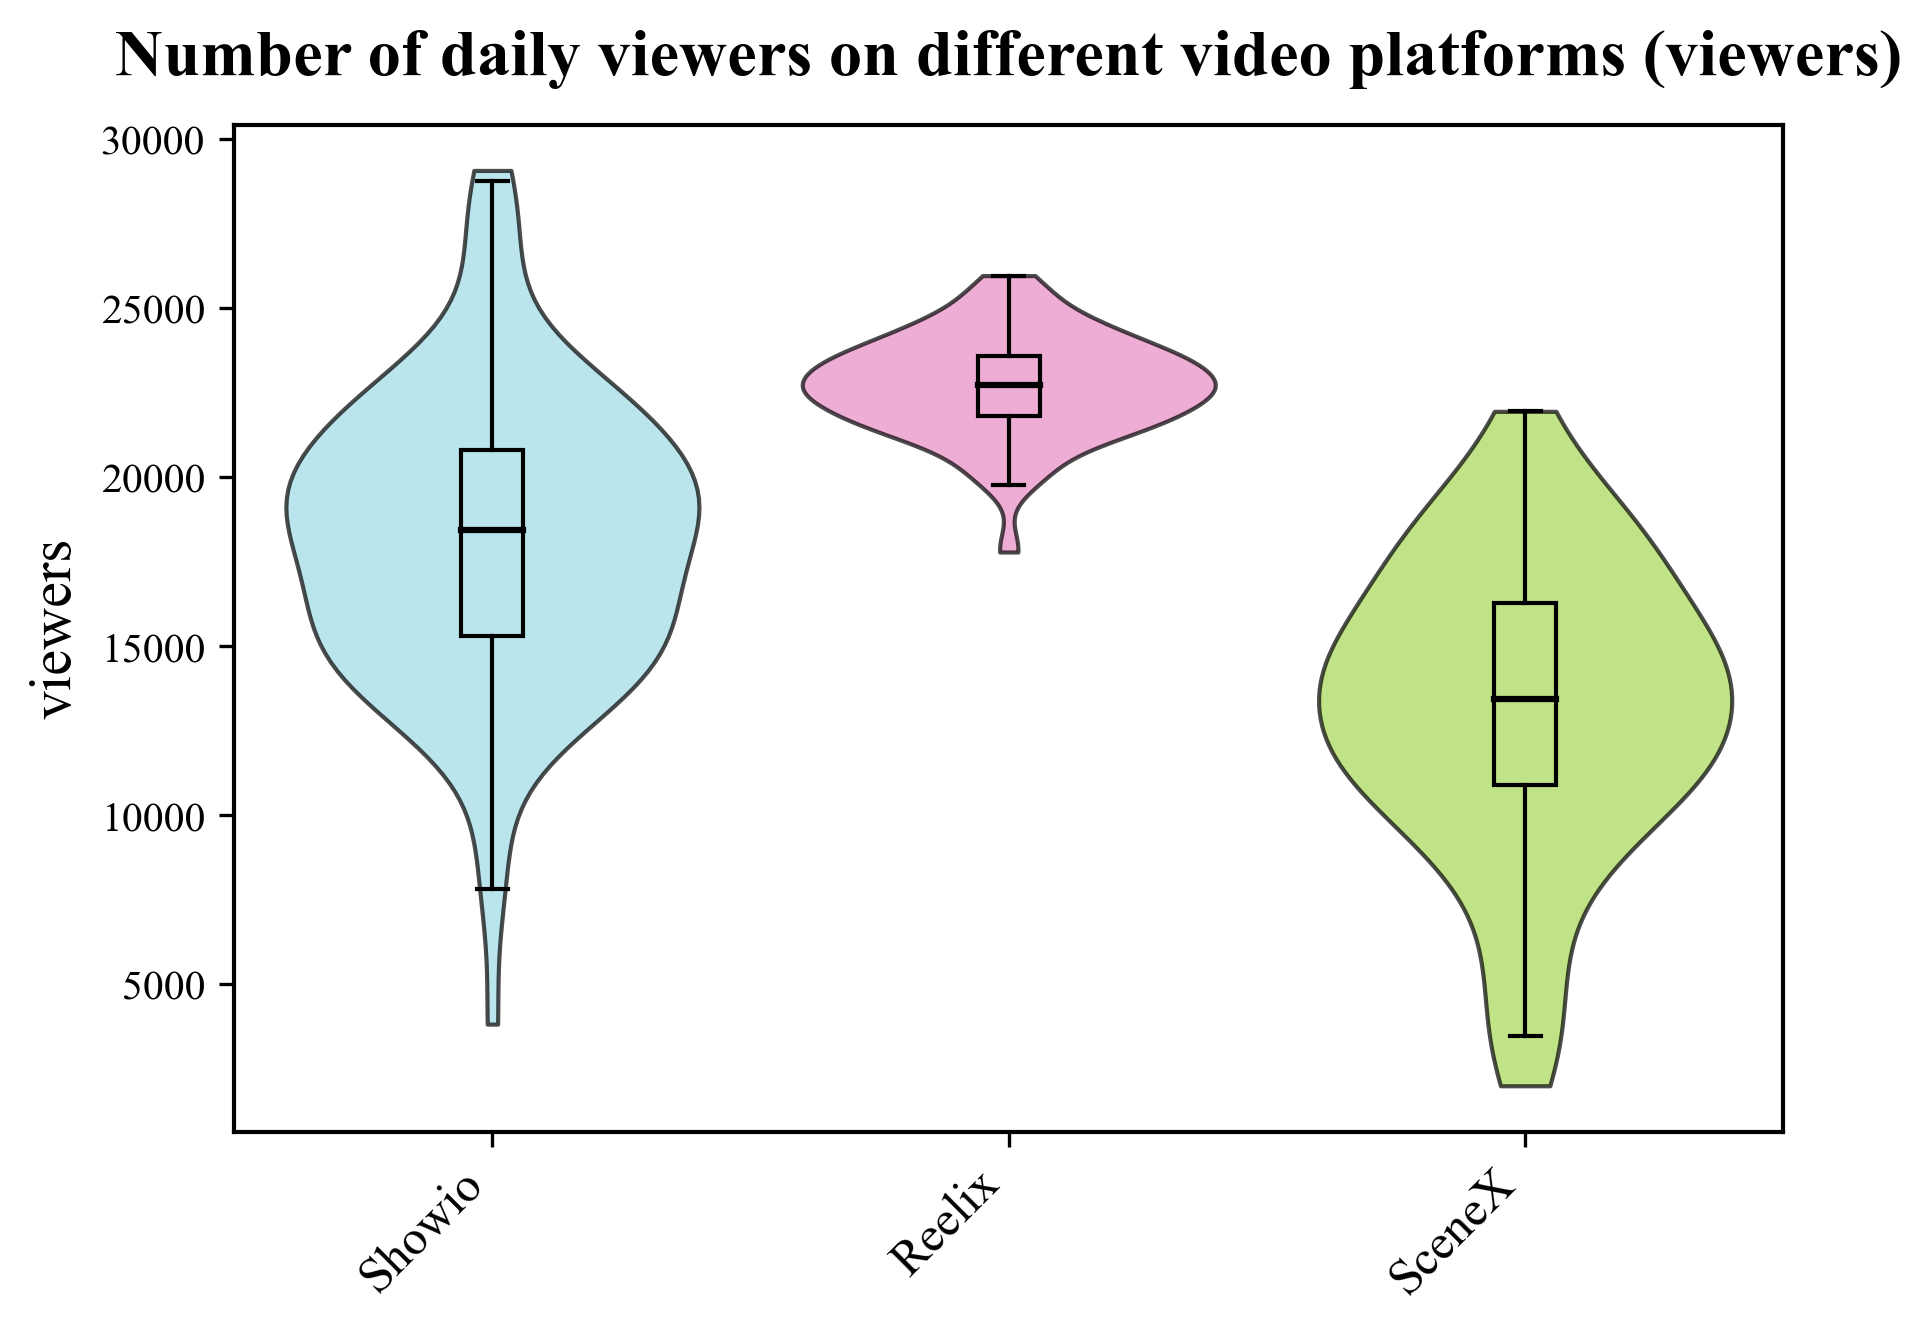 Number of daily viewers on different video platforms (viewers)
30000
25000
20000
15000
10000
5000
viewers
Showio
Reelix
SceneX